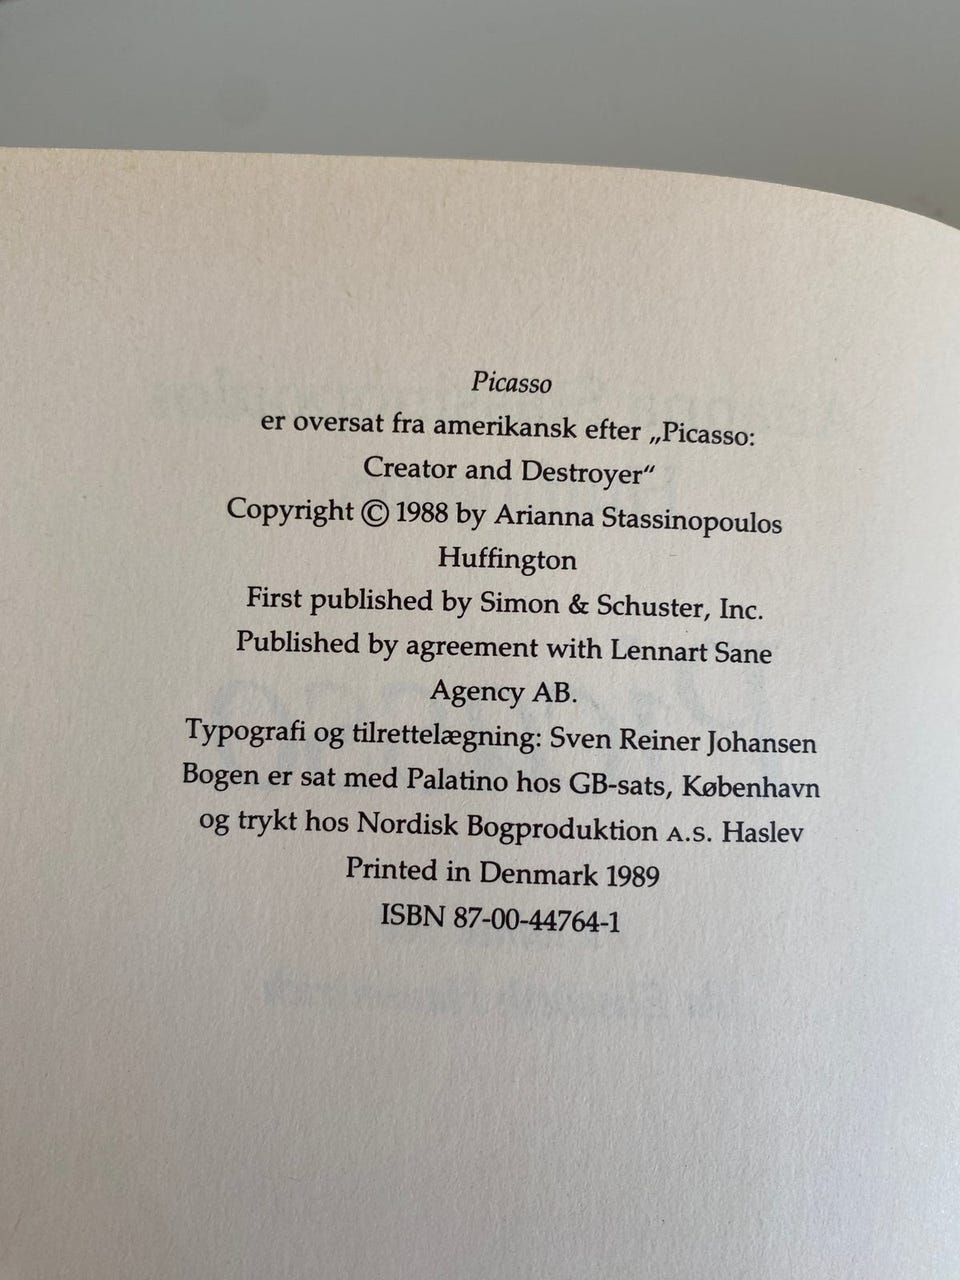 Picasso
er oversat fra amerikansk efter „Picasso:
Creator and Destroyer“
Copyright © 1988 by Arianna Stassinopoulos
Huffington
First published by Simon & Schuster, Inc.
Published by agreement with Lennart Sane
Agency AB.
Typografi og tilrettelægning: Sven Reiner Johansen
Bogen er sat med Palatino hos GB-sats, København
og trykt hos Nordisk Bogproduktion A.S. Haslev
Printed in Denmark 1989
ISBN 87-00-44764-1